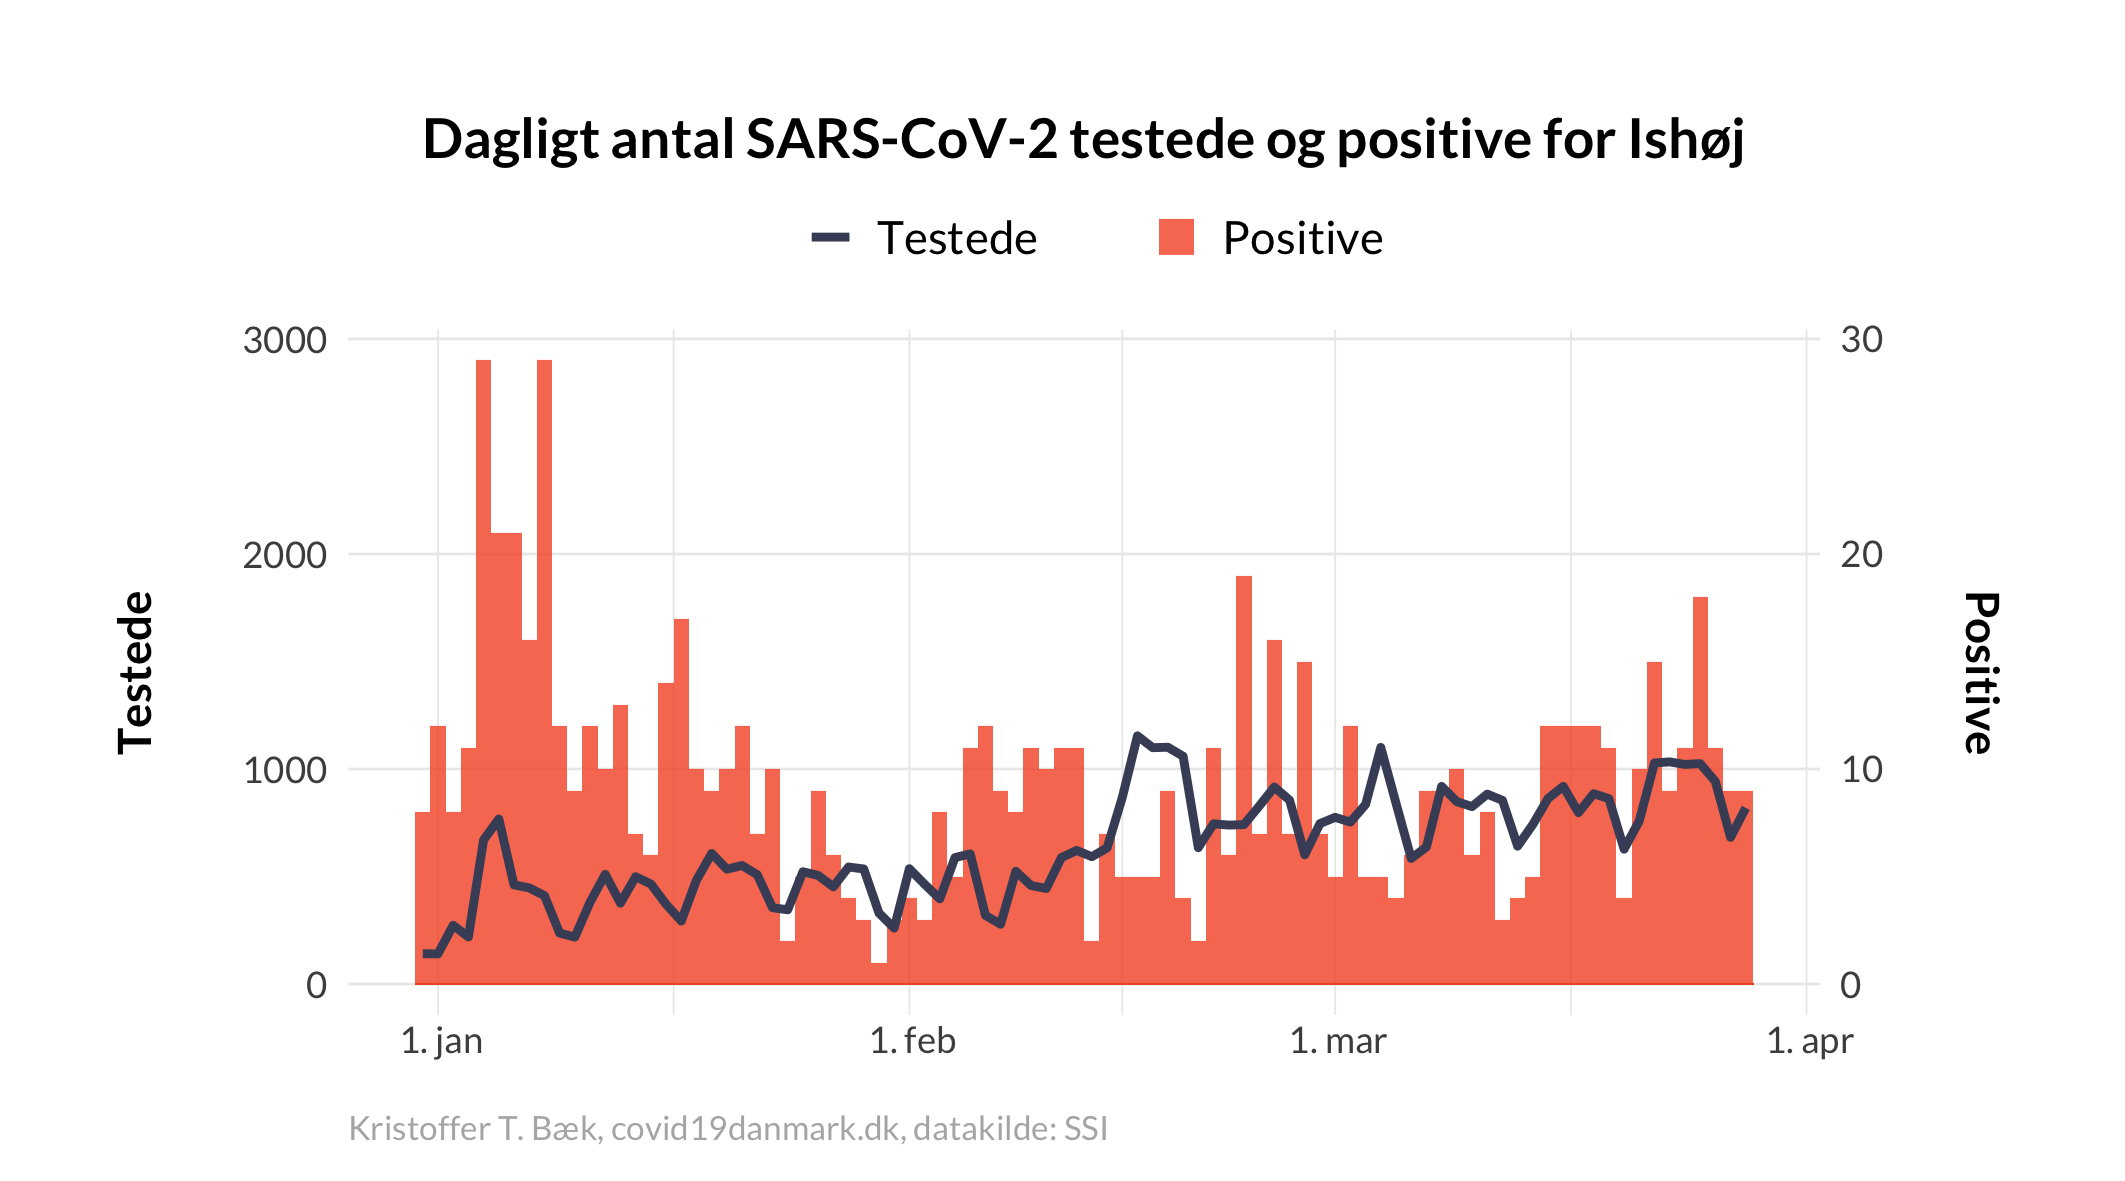 Dagligt antal SARS-CoV-2 testede og positive for Ishøj
Testede Positive
3000 30
2000 20
Testede
Positive
1000 10
0 0
1. jan 1. feb 1. mar 1. apr
Kristoffer T. Bæk, covid19danmark.dk, datakilde: SSI